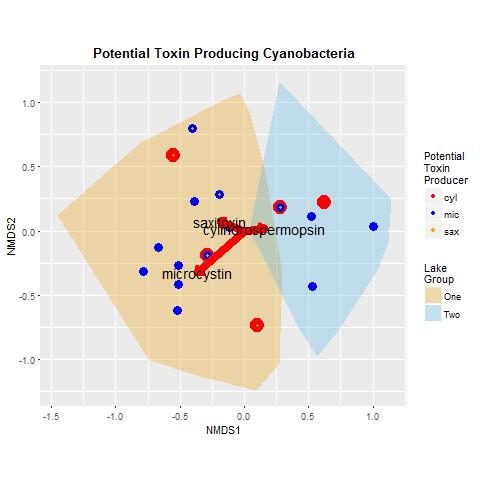 Potential Toxin Producing Cyanobacteria
1.0
0.5
0.0
-0.5
-1.0
NMDS2
saxitoxin
cylindrospermopsin
microcystin
-1.5
-1.0
-0.5
0.0
0.5
1.0
NMDS1
Potential
Toxin
Producer
cyl
mic
sax
Lake
Group
One
Two